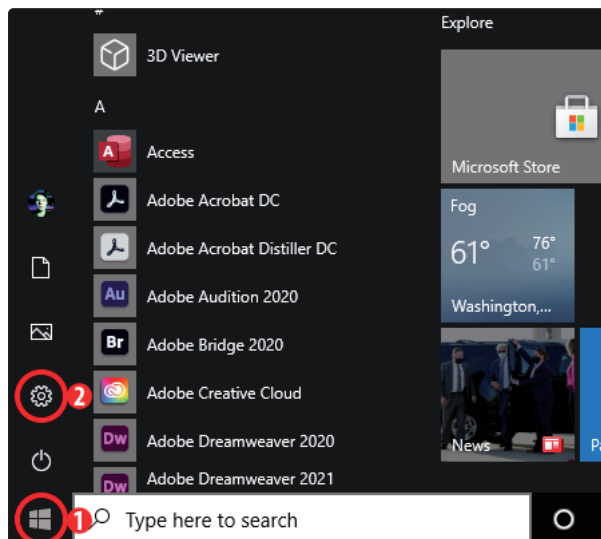 #
3D Viewer
A
Access
Adobe Acrobat DC
Adobe Acrobat Distiller DC
Au Adobe Audition 2020
Br Adobe Bridge 2020
Adobe Creative Cloud
Dw Adobe Dreamweaver 2020
Dw Adobe Dreamweaver 2021
2
1
Type here to search
Explore
Microsoft Store
Fog
61° 76°
61°
Washington,...
News
Pa